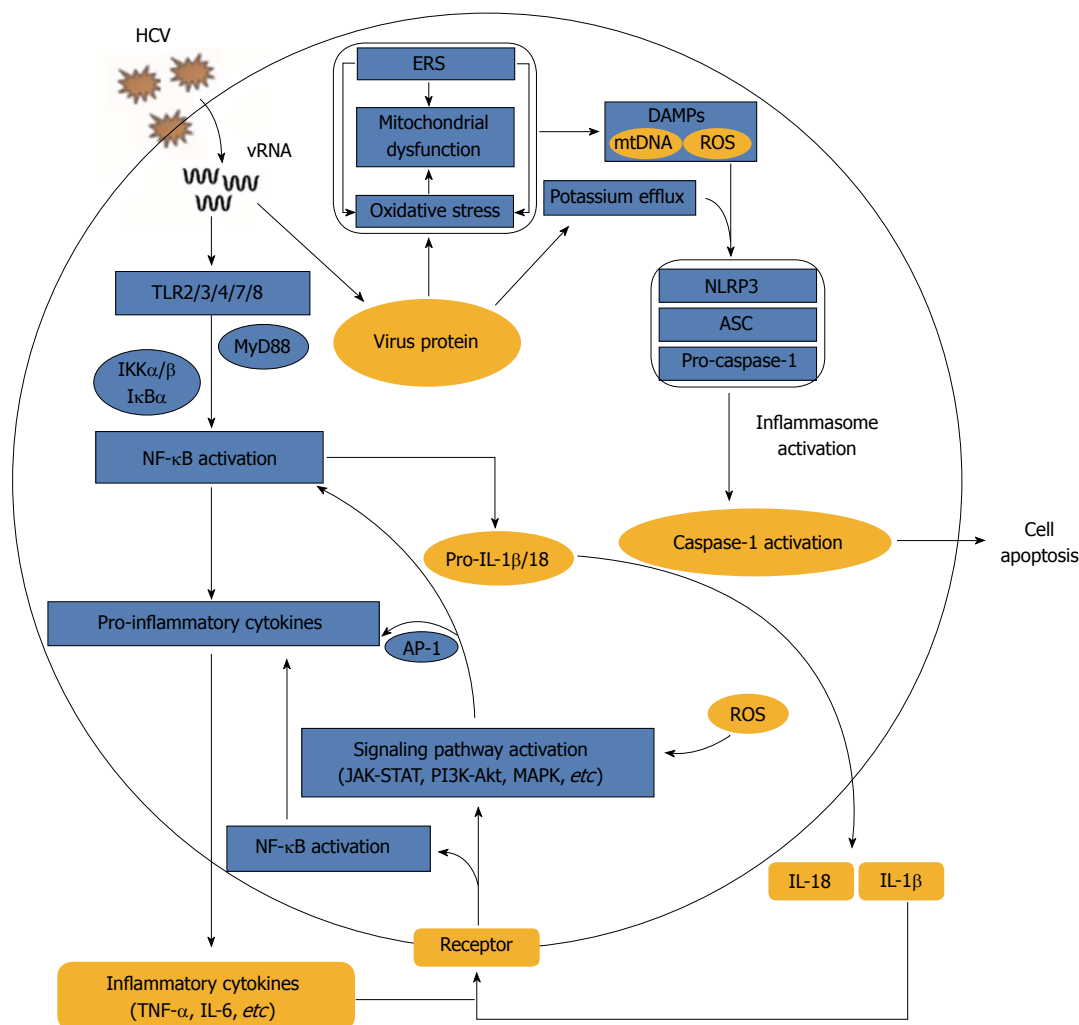 HCV
vRNA
ERS
Mitochondrial
dysfunction
Oxidative stress
DAMPs
mtDNA
ROS
Potassium efflux
TLR2/3/4/7/8
MyD88
IKKα/β
IκBα
Virus protein
NLRP3
ASC
Pro-caspase-1
Inflammasome
activation
NF-κB activation
Pro-IL-1β/18
Caspase-1 activation
Cell
apoptosis
Pro-inflammatory cytokines
AP-1
ROS
Signaling pathway activation
(JAK-STAT, PI3K-Akt, MAPK, etc)
NF-κB activation
IL-18
IL-1β
Receptor
Inflammatory cytokines
(TNF-α, IL-6, etc)